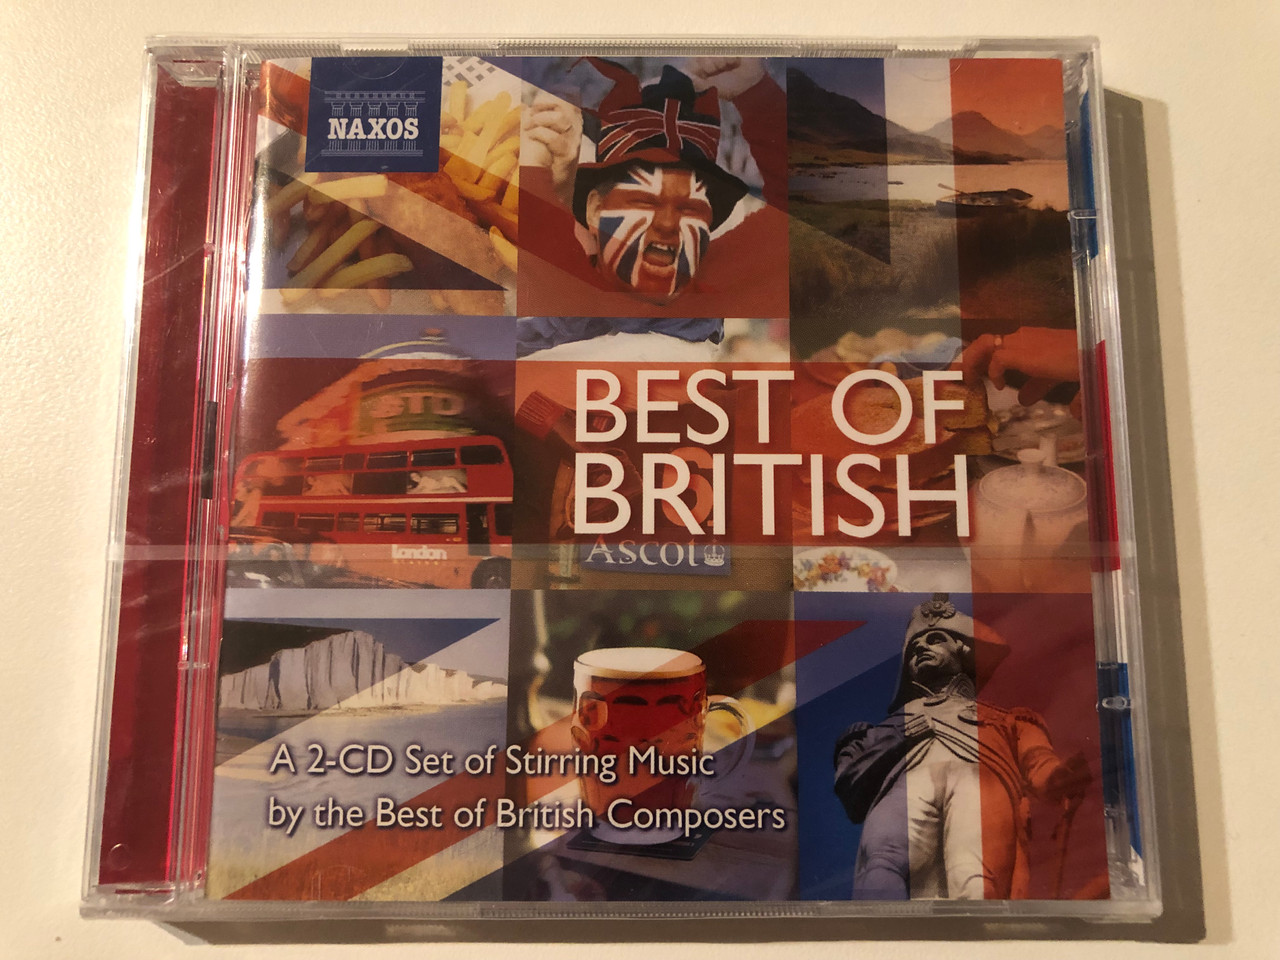 NAXOS
BEST OF
BRITISH
Ascot
london
A 2-CD Set of Stirring Music
by the Best of British Composers